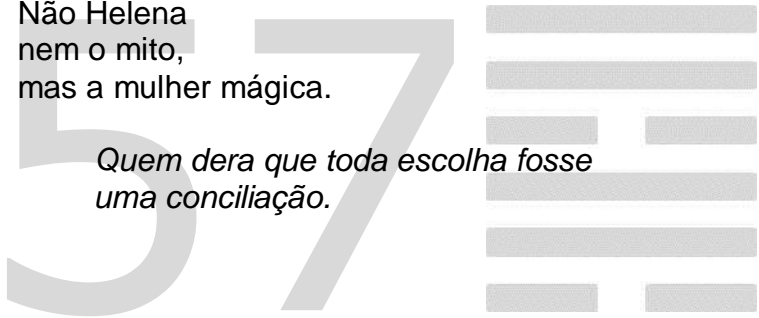 Não Helena
nem o mito,
mas a mulher mágica.
Quem dera que toda escolha fosse
uma conciliação.
57